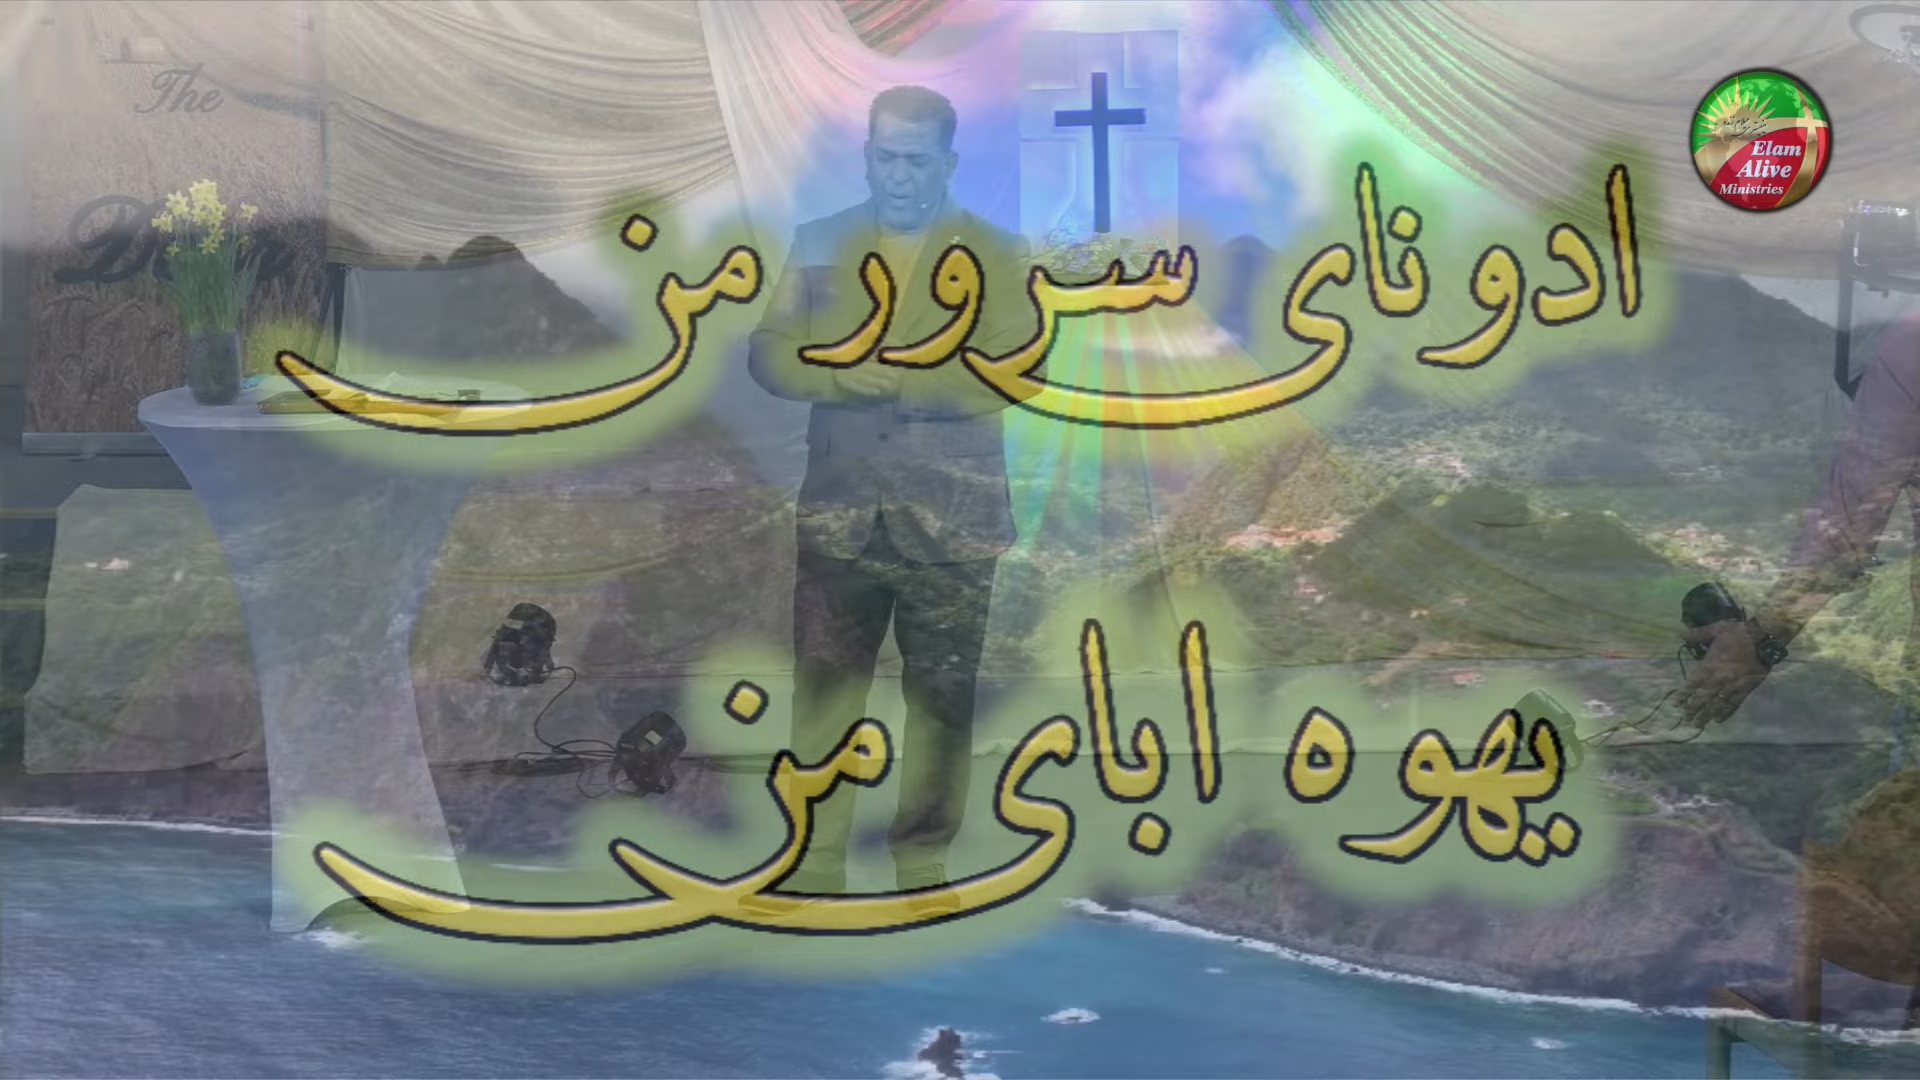 The
ادونای سرور من
یهوه ابای من
Elam
Alive
Ministries